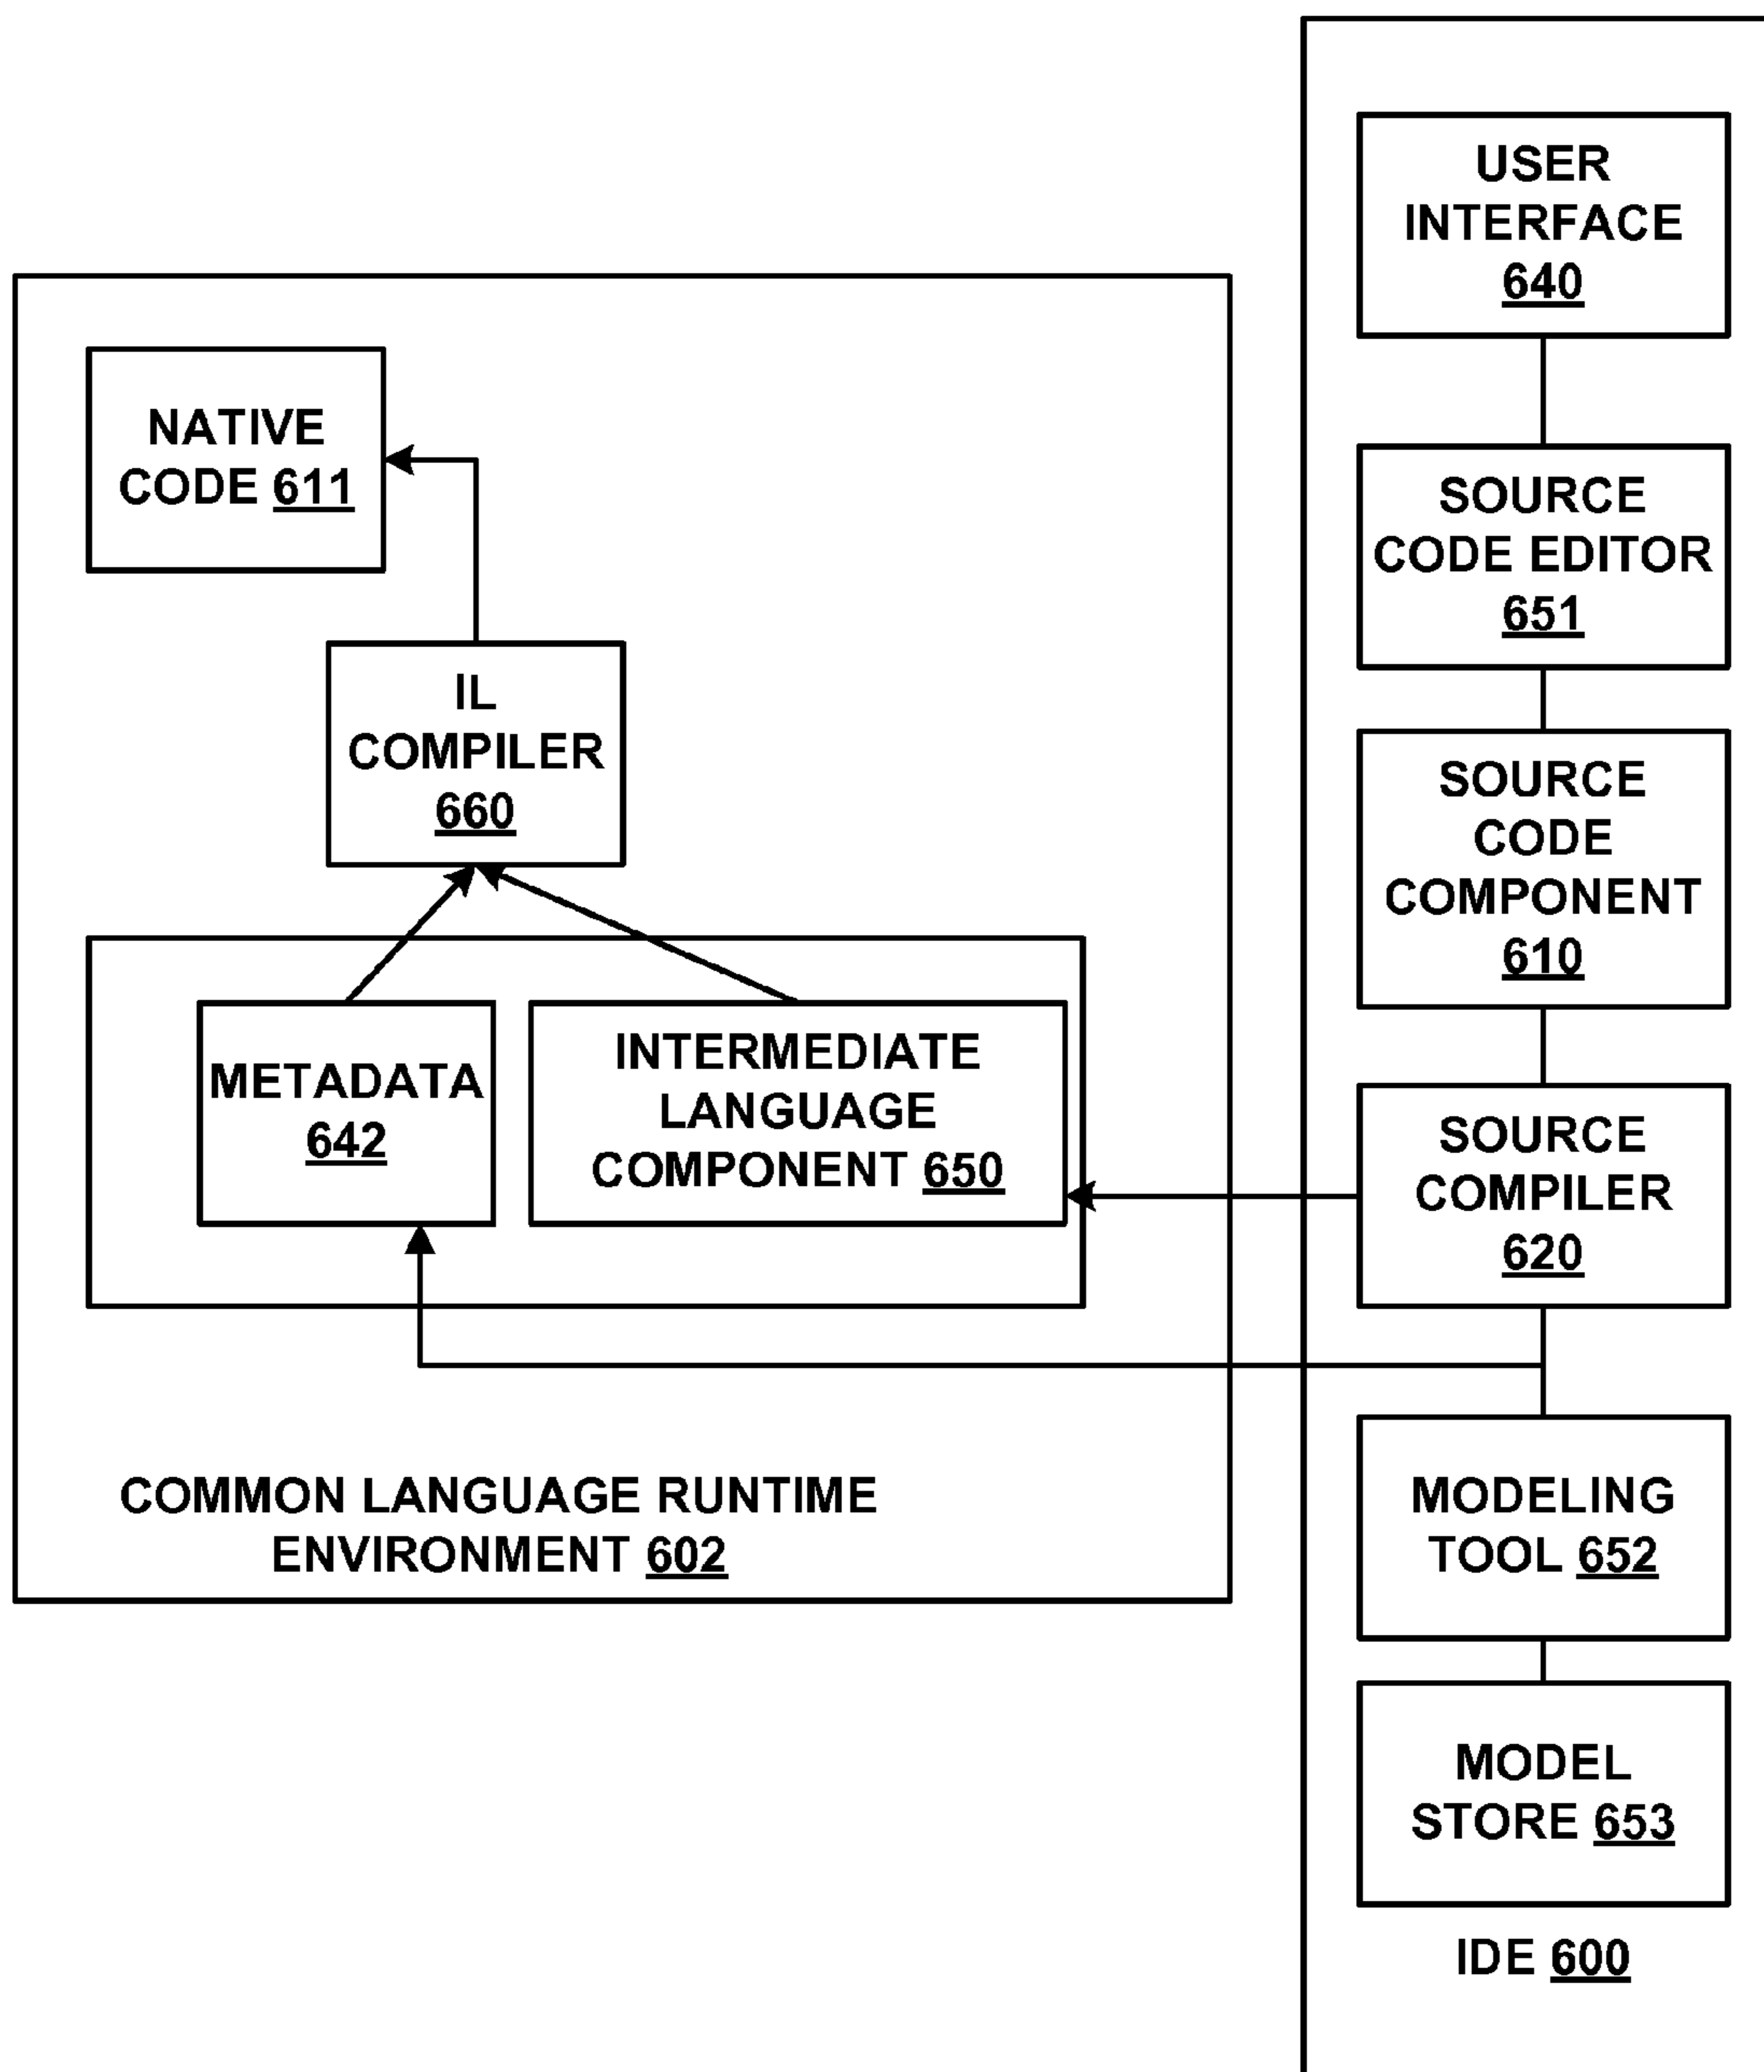 USER
INTERFACE
640
NATIVE
CODE 611
SOURCE
CODE EDITOR
651
IL
COMPILER
660
SOURCE
CODE
COMPONENT
610
METADATA
642
INTERMEDIATE
LANGUAGE
COMPONENT 650
SOURCE
COMPILER
620
COMMON LANGUAGE RUNTIME
ENVIRONMENT 602
MODELING
TOOL 652
MODEL
STORE 653
IDE 600